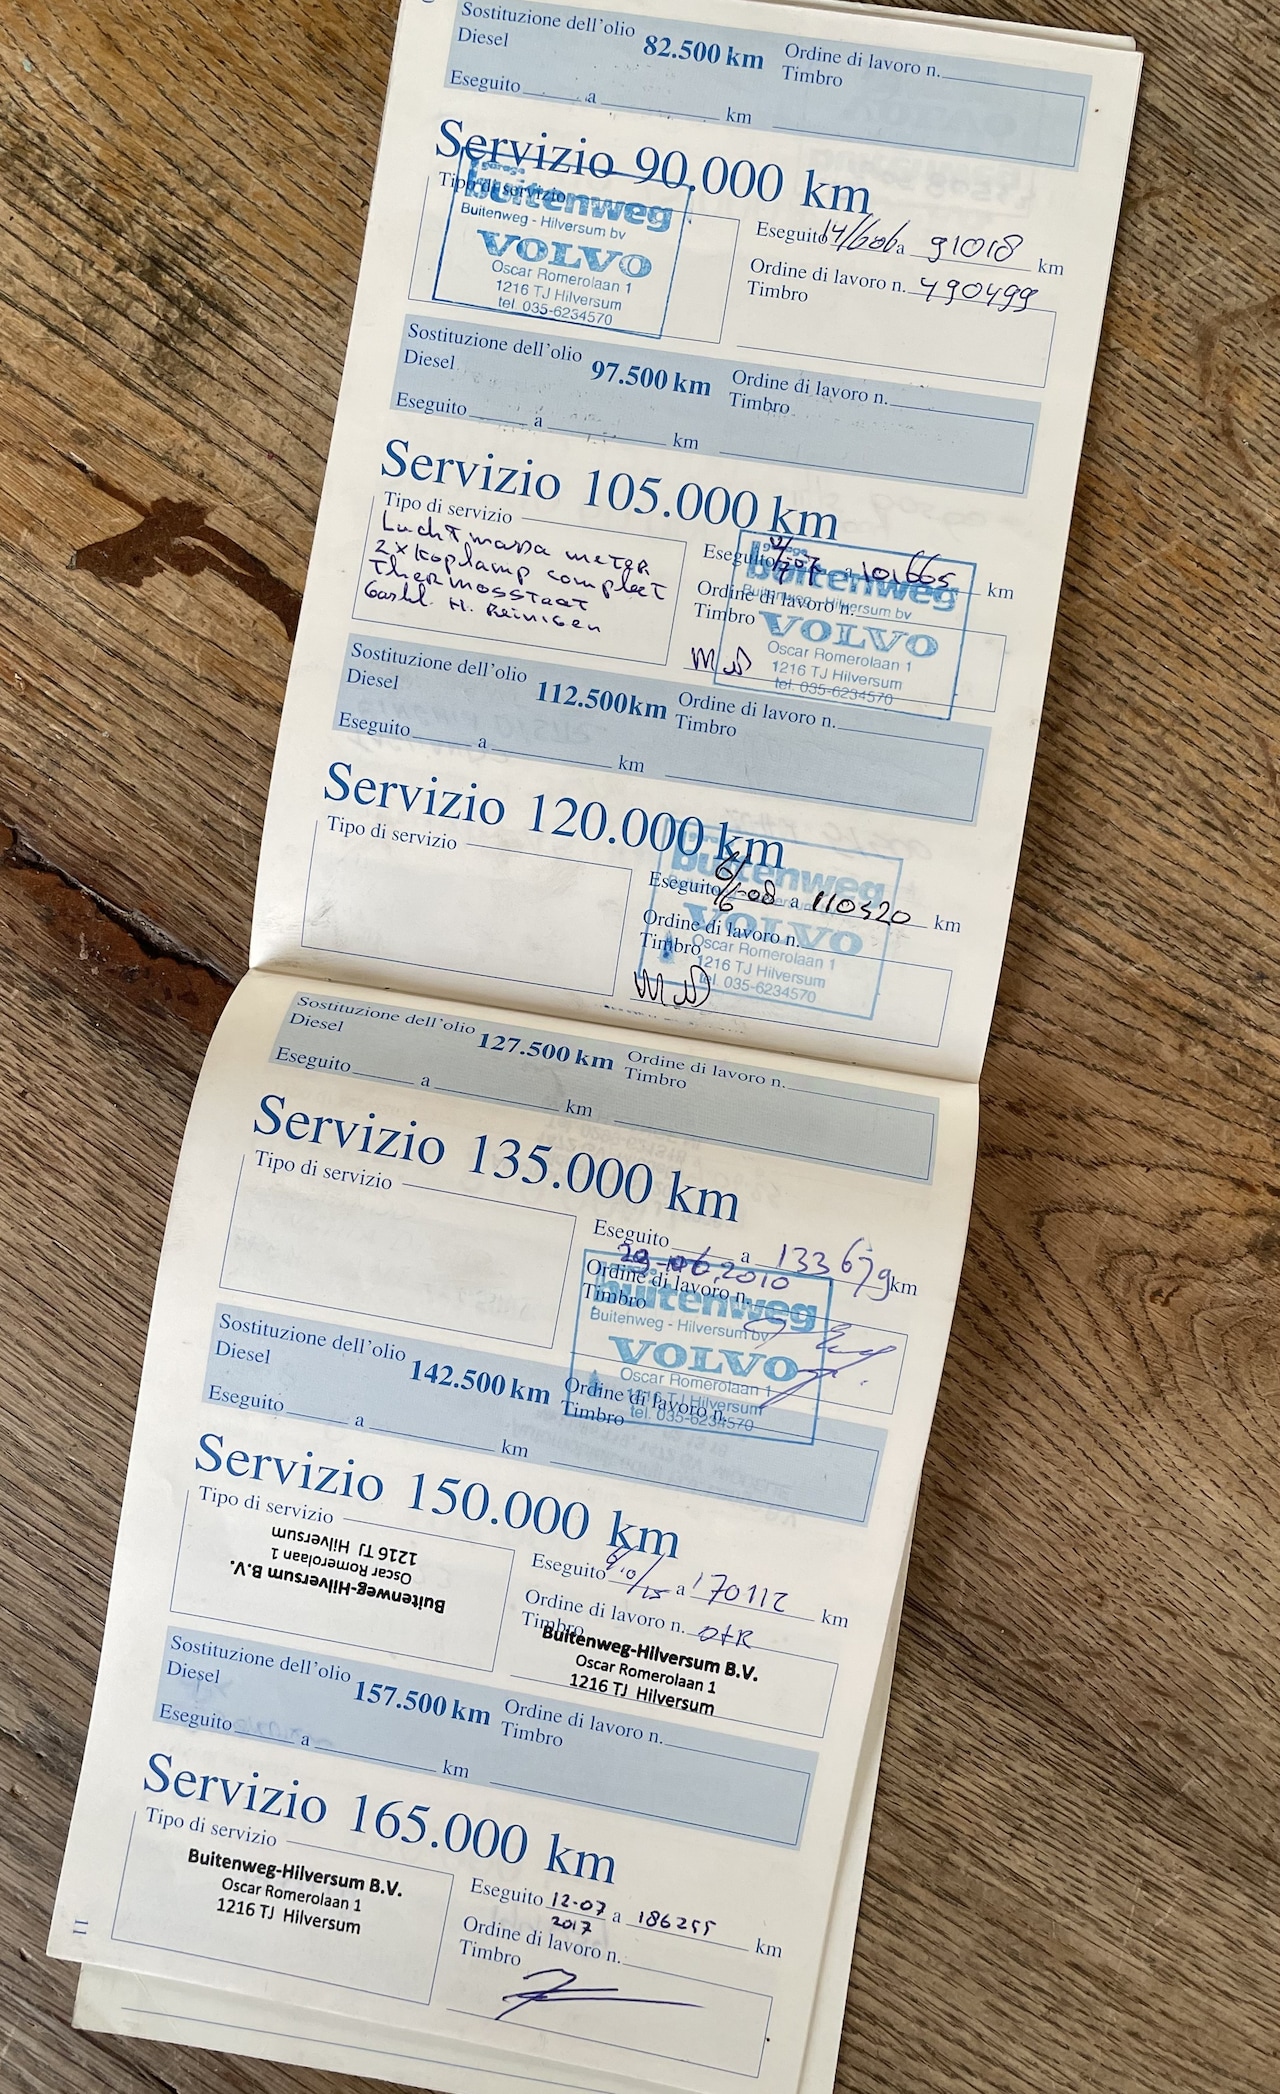 Sostituzione dell'olio 82.500 km Ordine di lavoro n.
Diesel Timbro
Eseguito a km
Servizio 90.000 km
Tipo di servizio
garage
buitenweg
Buitenweg - Hilversum bv
VOLVO
Oscar Romerolaan 1
1216 TJ Hilversum
tel. 035-6234570
Eseguito a 91018 km
Ordine di lavoro n. 490499
Timbro
Sostituzione dell'olio 97.500 km Ordine di lavoro n.
Diesel Timbro
Eseguito a km
Servizio 105.000 km
Tipo di servizio
Luchtmassa meter
2x koplamp compleet
Thermosstaat
H. Reinigen
Eseguito a 101665 km
Ordine di lavoro n.
Timbro
garage
buitenweg
Buitenweg - Hilversum bv
VOLVO
Oscar Romerolaan 1
1216 TJ Hilversum
tel. 035-6234570
Sostituzione dell'olio 112.500km Ordine di lavoro n.
Diesel Timbro
Eseguito a km
Servizio 120.000 km
Tipo di servizio
Eseguito 6/6-08 a 110320 km
Ordine di lavoro n.
Timbro
buitenweg
VOLVO
Oscar Romerolaan 1
1216 TJ Hilversum
tel. 035-6234570
Sostituzione dell'olio 127.500 km Ordine di lavoro n.
Diesel Timbro
Eseguito a km
Servizio 135.000 km
Tipo di servizio
Eseguito a 133679 km
29-06.2010
Ordine di lavoro n.
Timbro
buitenweg
Buitenweg - Hilversum bv
VOLVO
Oscar Romerolaan 1
1216 TJ Hilversum
tel. 035-6234570
Sostituzione dell'olio 142.500 km Ordine di lavoro n.
Diesel Timbro
Eseguito a km
Servizio 150.000 km
Tipo di servizio
Buitenweg-Hilversum B.V.
Oscar Romerolaan 1
1216 TJ Hilversum
Eseguito a 170112 km
Ordine di lavoro n.
Timbro
Buitenweg-Hilversum B.V.
Oscar Romerolaan 1
1216 TJ Hilversum
Sostituzione dell'olio 157.500 km Ordine di lavoro n.
Diesel Timbro
Eseguito a km
Servizio 165.000 km
Tipo di servizio
Buitenweg-Hilversum B.V.
Oscar Romerolaan 1
1216 TJ Hilversum
Eseguito 12-07 a 186255 km
2017
Ordine di lavoro n.
Timbro
11